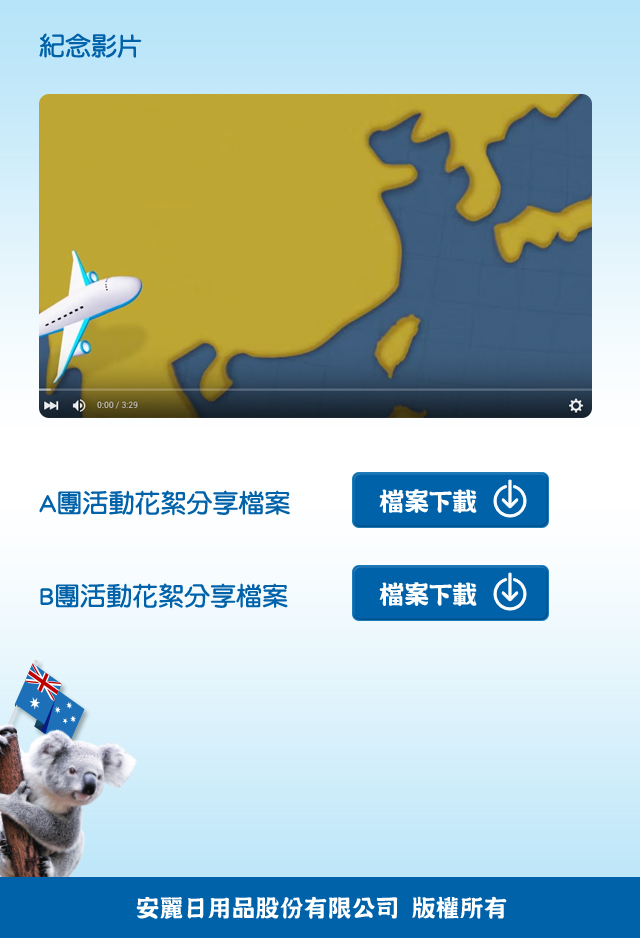 紀念影片
0:00 / 3:29
A團活動花絮分享檔案
檔案下載
B團活動花絮分享檔案
檔案下載
安麗日用品股份有限公司 版權所有